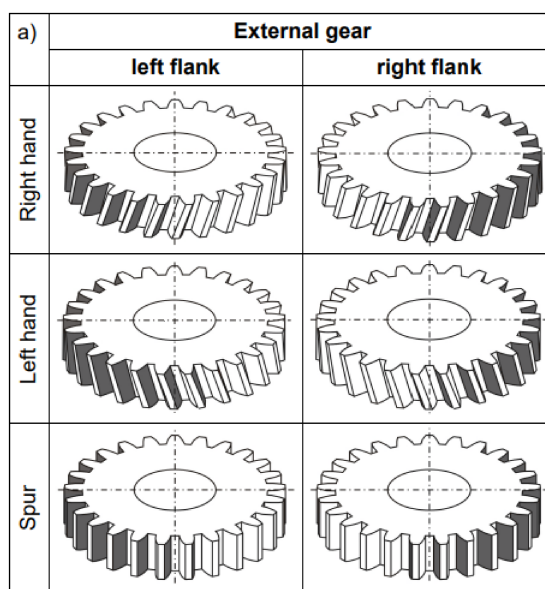 a)
External gear
left flank
right flank
Right hand
Left hand
Spur